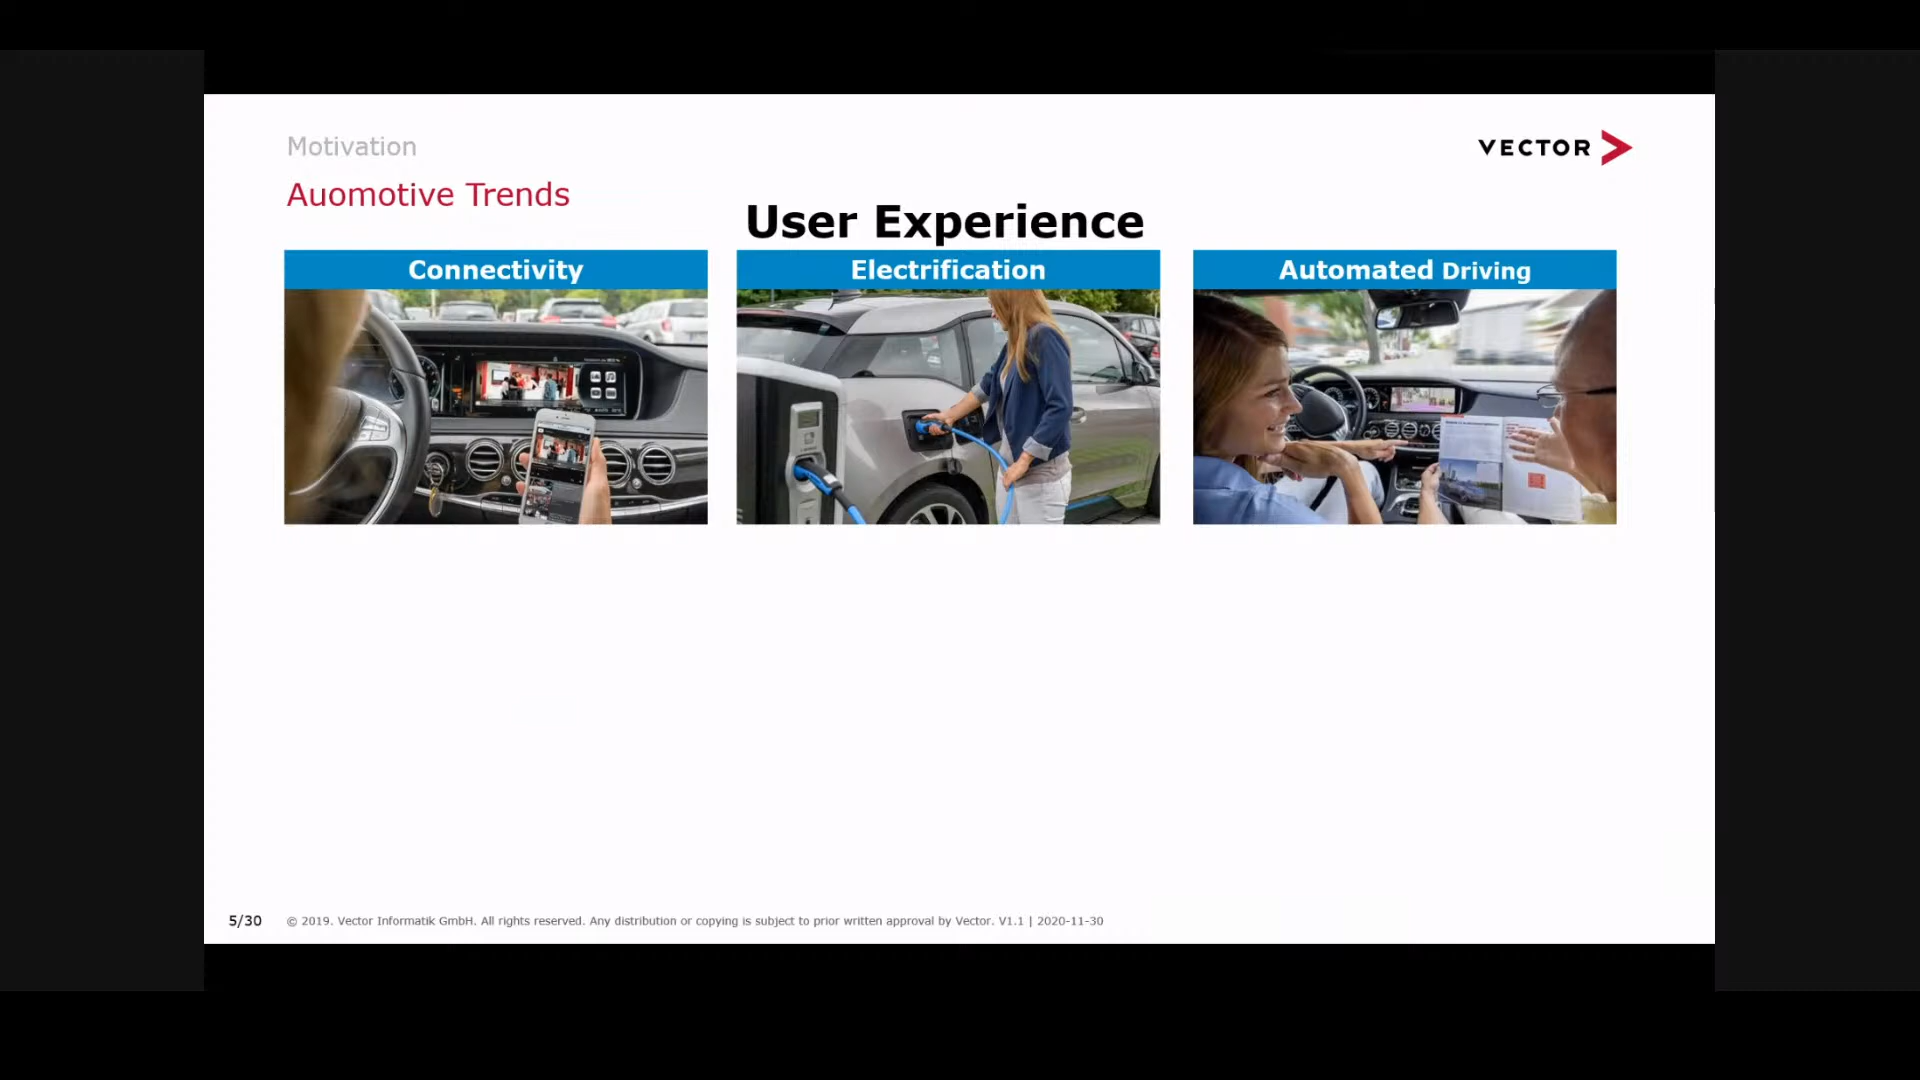 Motivation
VECTOR
Auomotive Trends
User Experience
Connectivity
Electrification
Automated Driving
5/30
© 2019. Vector Informatik GmbH. All rights reserved. Any distribution or copying is subject to prior written approval by Vector. V1.1 | 2020-11-30